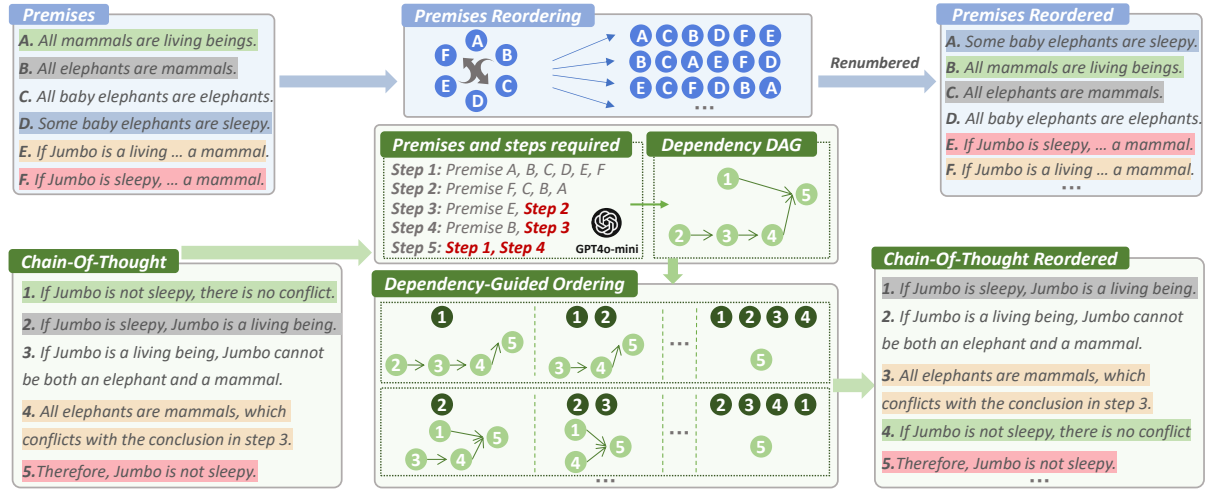 Premises
A. All mammals are living beings.
B. All elephants are mammals.
C. All baby elephants are elephants.
D. Some baby elephants are sleepy.
E. If Jumbo is a living ... a mammal.
F. If Jumbo is sleepy, ... a mammal.
Premises Reordering
A
B
C
D
E
F
A C B D F E
B C A E F D
E C F D B A
...
Renumbered
Premises Reordered
A. Some baby elephants are sleepy.
B. All mammals are living beings.
C. All elephants are mammals.
D. All baby elephants are elephants.
E. If Jumbo is sleepy, ... a mammal.
F. If Jumbo is a living ... a mammal.
...
Premises and steps required
Step 1: Premise A, B, C, D, E, F
Step 2: Premise F, C, B, A
Step 3: Premise E, Step 2
Step 4: Premise B, Step 3
Step 5: Step 1, Step 4
GPT4o-mini
Dependency DAG
1
5
2 3 4
Chain-Of-Thought
1. If Jumbo is not sleepy, there is no conflict.
2. If Jumbo is sleepy, Jumbo is a living being.
3. If Jumbo is a living being, Jumbo cannot
be both an elephant and a mammal.
4. All elephants are mammals, which
conflicts with the conclusion in step 3.
5.Therefore, Jumbo is not sleepy.
Dependency-Guided Ordering
1
5
2 3 4
1 2
5
3 4
...
1 2 3 4
5
2
1
5
3 4
2 3
1
5
4
...
2 3 4 1
5
...
Chain-Of-Thought Reordered
1. If Jumbo is sleepy, Jumbo is a living being.
2. If Jumbo is a living being, Jumbo cannot
be both an elephant and a mammal.
3. All elephants are mammals, which
conflicts with the conclusion in step 3.
4. If Jumbo is not sleepy, there is no conflict
5.Therefore, Jumbo is not sleepy.
...